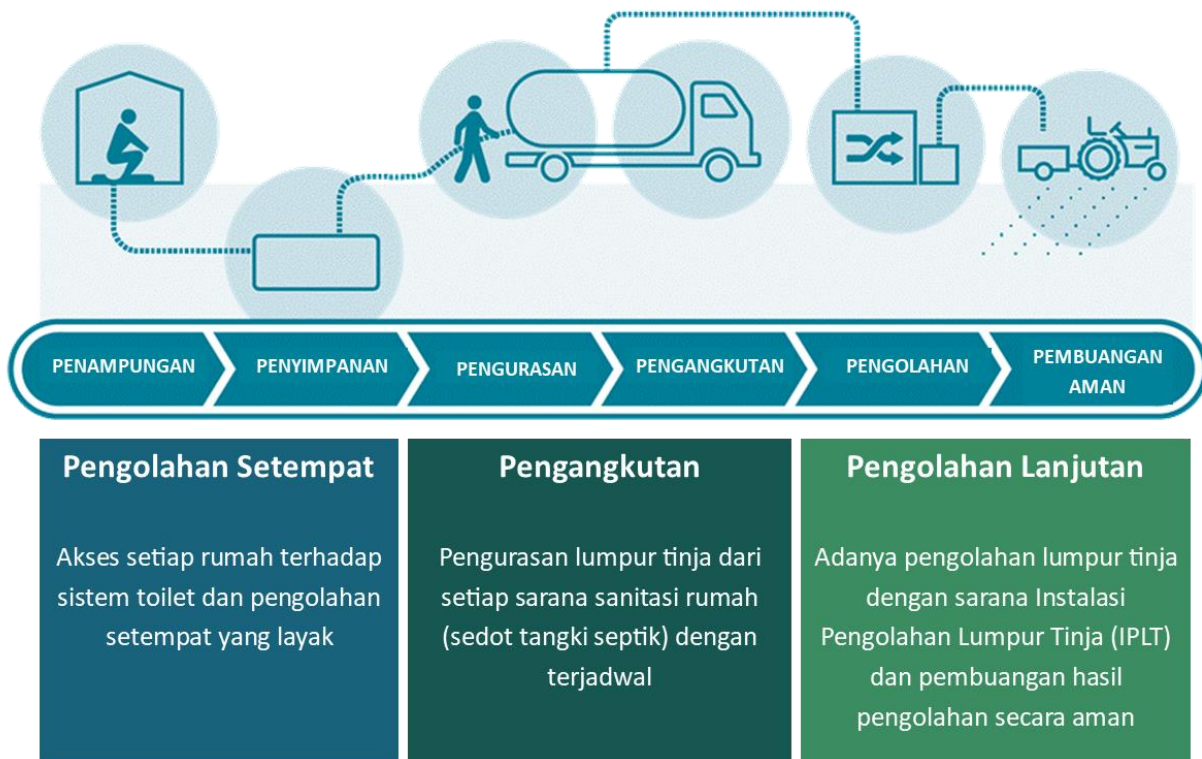 PENAMPUNGAN
PENYIMPANAN
PENGURASAN
PENGANGKUTAN
PENGOLAHAN
PEMBUANGAN
AMAN
Pengolahan Setempat
Akses setiap rumah terhadap
sistem toilet dan pengolahan
setempat yang layak
Pengangkutan
Pengurasan lumpur tinja dari
setiap sarana sanitasi rumah
(sedot tangki septik) dengan
terjadwal
Pengolahan Lanjutan
Adanya pengolahan lumpur tinja
dengan sarana Instalasi
Pengolahan Lumpur Tinja (IPLT)
dan pembuangan hasil
pengolahan secara aman